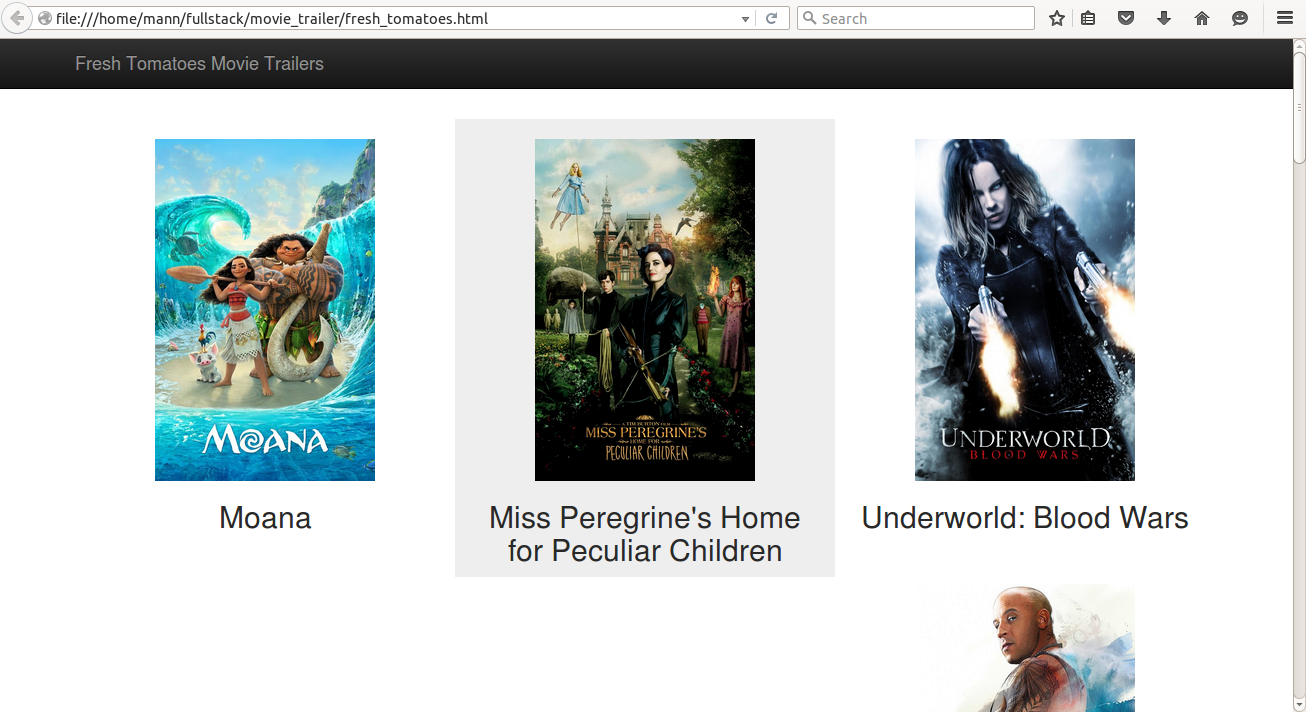 file:///home/mann/fullstack/movie_trailer/fresh_tomatoes.html
Search
Fresh Tomatoes Movie Trailers
MOANA
Moana
A TIM BURTON FILM
MISS PEREGRINE'S
HOME FOR
PECULIAR CHILDREN
Miss Peregrine's Home
for Peculiar Children
UNDERWORLD
BLOOD WARS
Underworld: Blood Wars